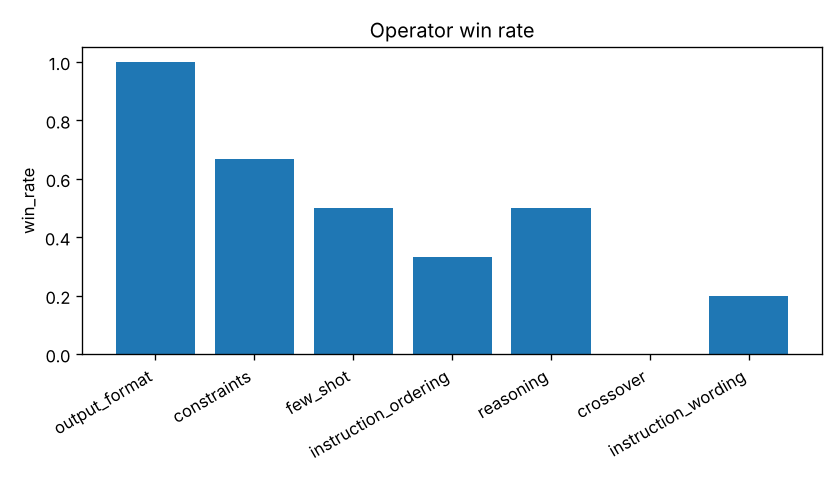 Operator win rate
win_rate
1.0
0.8
0.6
0.4
0.2
0.0
output_format
constraints
few_shot
instruction_ordering
reasoning
crossover
instruction_wording